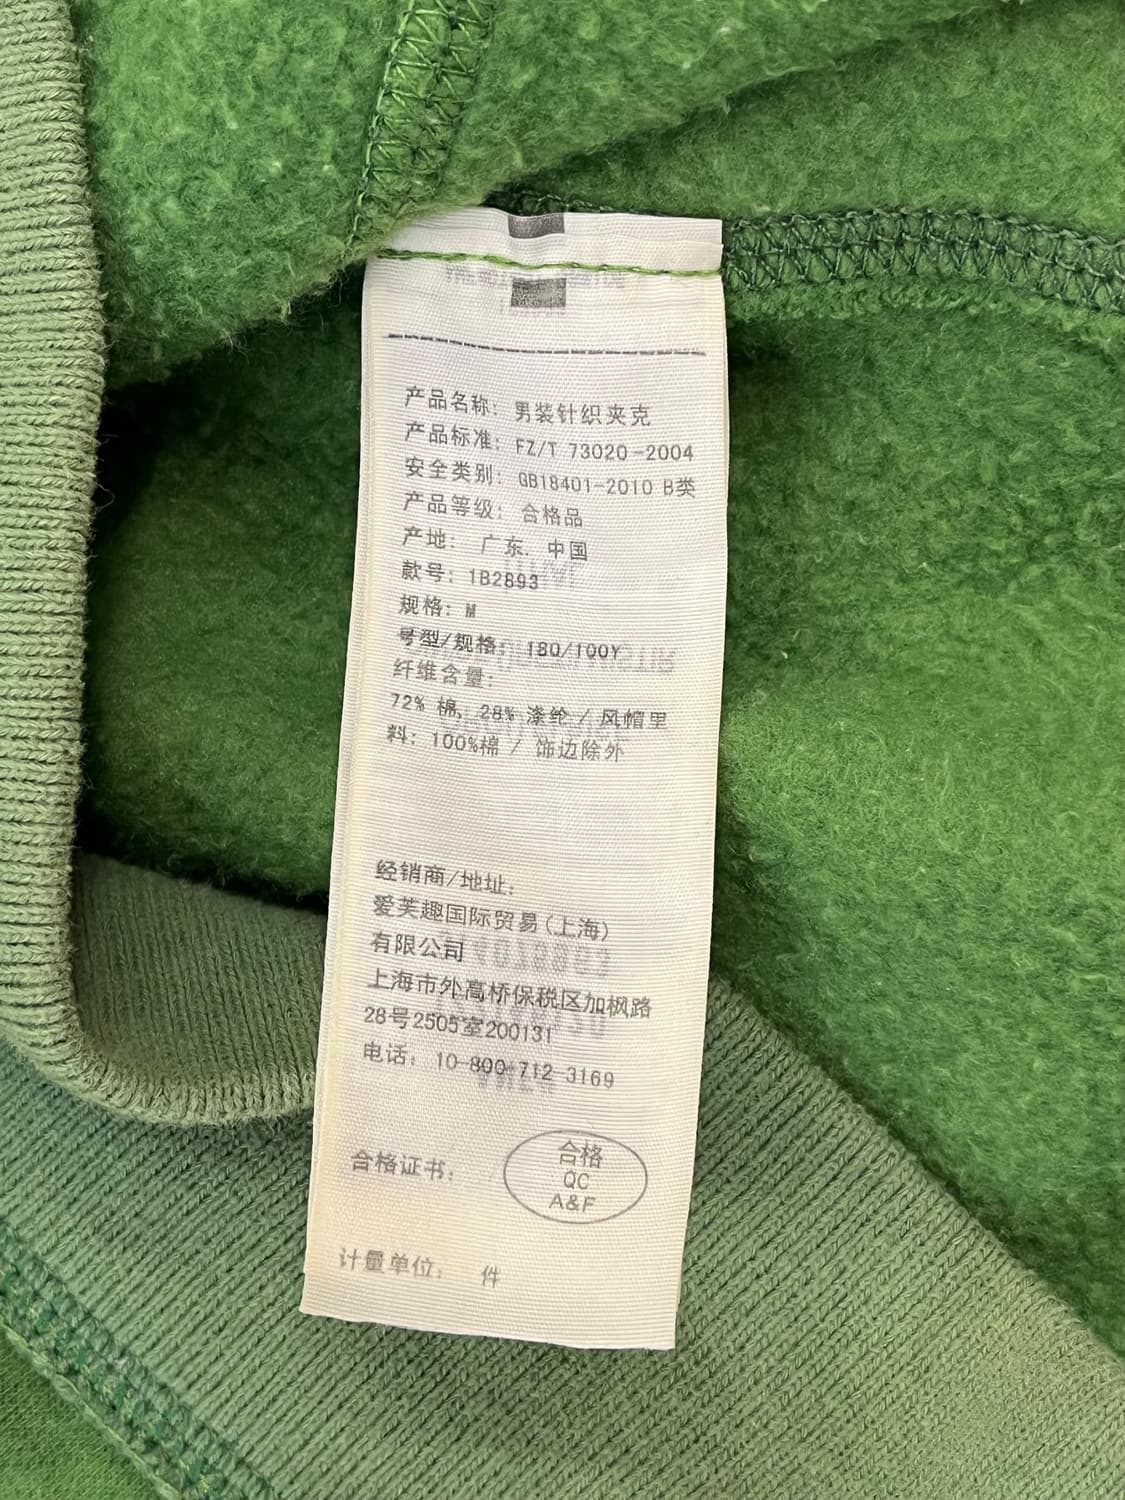 产品名称: 男装针织夹克
产品标准: FZ/T 73020-2004
安全类别: GB18401-2010 B类
产品等级: 合格品
产地: 广东. 中国
款号: 1B2893
规格: M
号型/规格: 180/100Y
纤维含量:
72% 棉, 28% 涤纶 / 风帽里
料: 100%棉 / 饰边除外
经销商/地址:
爱芙趣国际贸易(上海)
有限公司
上海市外高桥保税区加枫路
28号2505室200131
电话: 10-800-712-3169
合格证书:
合格
QC
A&F
计量单位: 件